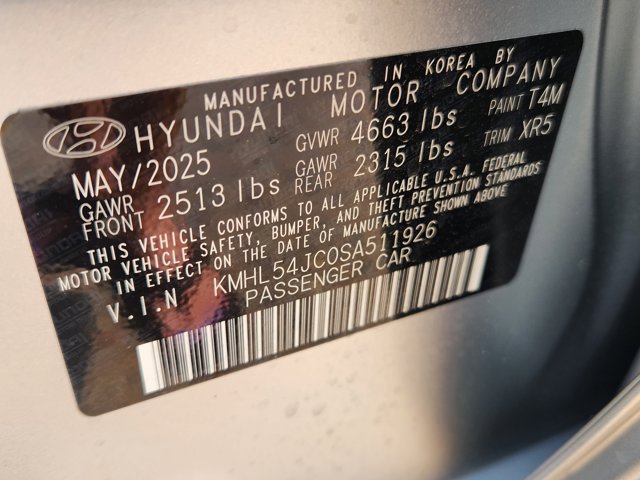 MANUFACTURED IN KOREA BY
HYUNDAI MOTOR COMPANY
MAY/2025 GVWR 4663 lbs PAINT T4M
GAWR FRONT 2513 lbs GAWR REAR 2315 lbs TRIM XR5
THIS VEHICLE CONFORMS TO ALL APPLICABLE U.S.A. FEDERAL
MOTOR VEHICLE SAFETY, BUMPER, AND THEFT PREVENTION STANDARDS
IN EFFECT ON THE DATE OF MANUFACTURE SHOWN ABOVE
V.I.N KMHL54JC0SA511926
PASSENGER CAR